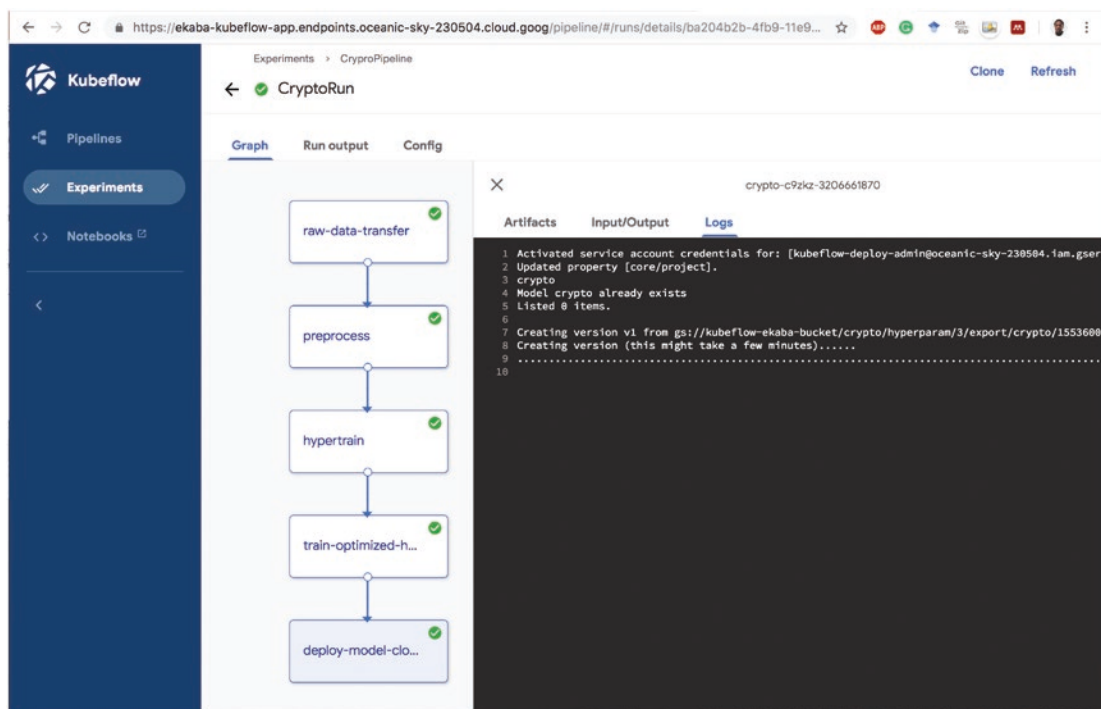 https://ekaba-kubeflow-app.endpoints.oceanic-sky-230504.cloud.goog/pipeline/#/runs/details/ba204b2b-4fb9-11e9...
Kubeflow
Experiments > CryproPipeline
CryptoRun
Clone Refresh
Pipelines
Experiments
Notebooks
Graph Run output Config
crypto-c9zkz-3206661870
Artifacts Input/Output Logs
raw-data-transfer
preprocess
hypertrain
train-optimized-h...
deploy-model-clo...
1 Activated service account credentials for: [kubeflow-deploy-admin@oceanic-sky-230504.iam.gser
2 Updated property [core/project].
3 crypto
4 Model crypto already exists
5 Listed 0 items.
6
7 Creating version v1 from gs://kubeflow-ekaba-bucket/crypto/hyperparam/3/export/crypto/1553600
8 Creating version (this might take a few minutes)......
9 ....................................................................................................
10